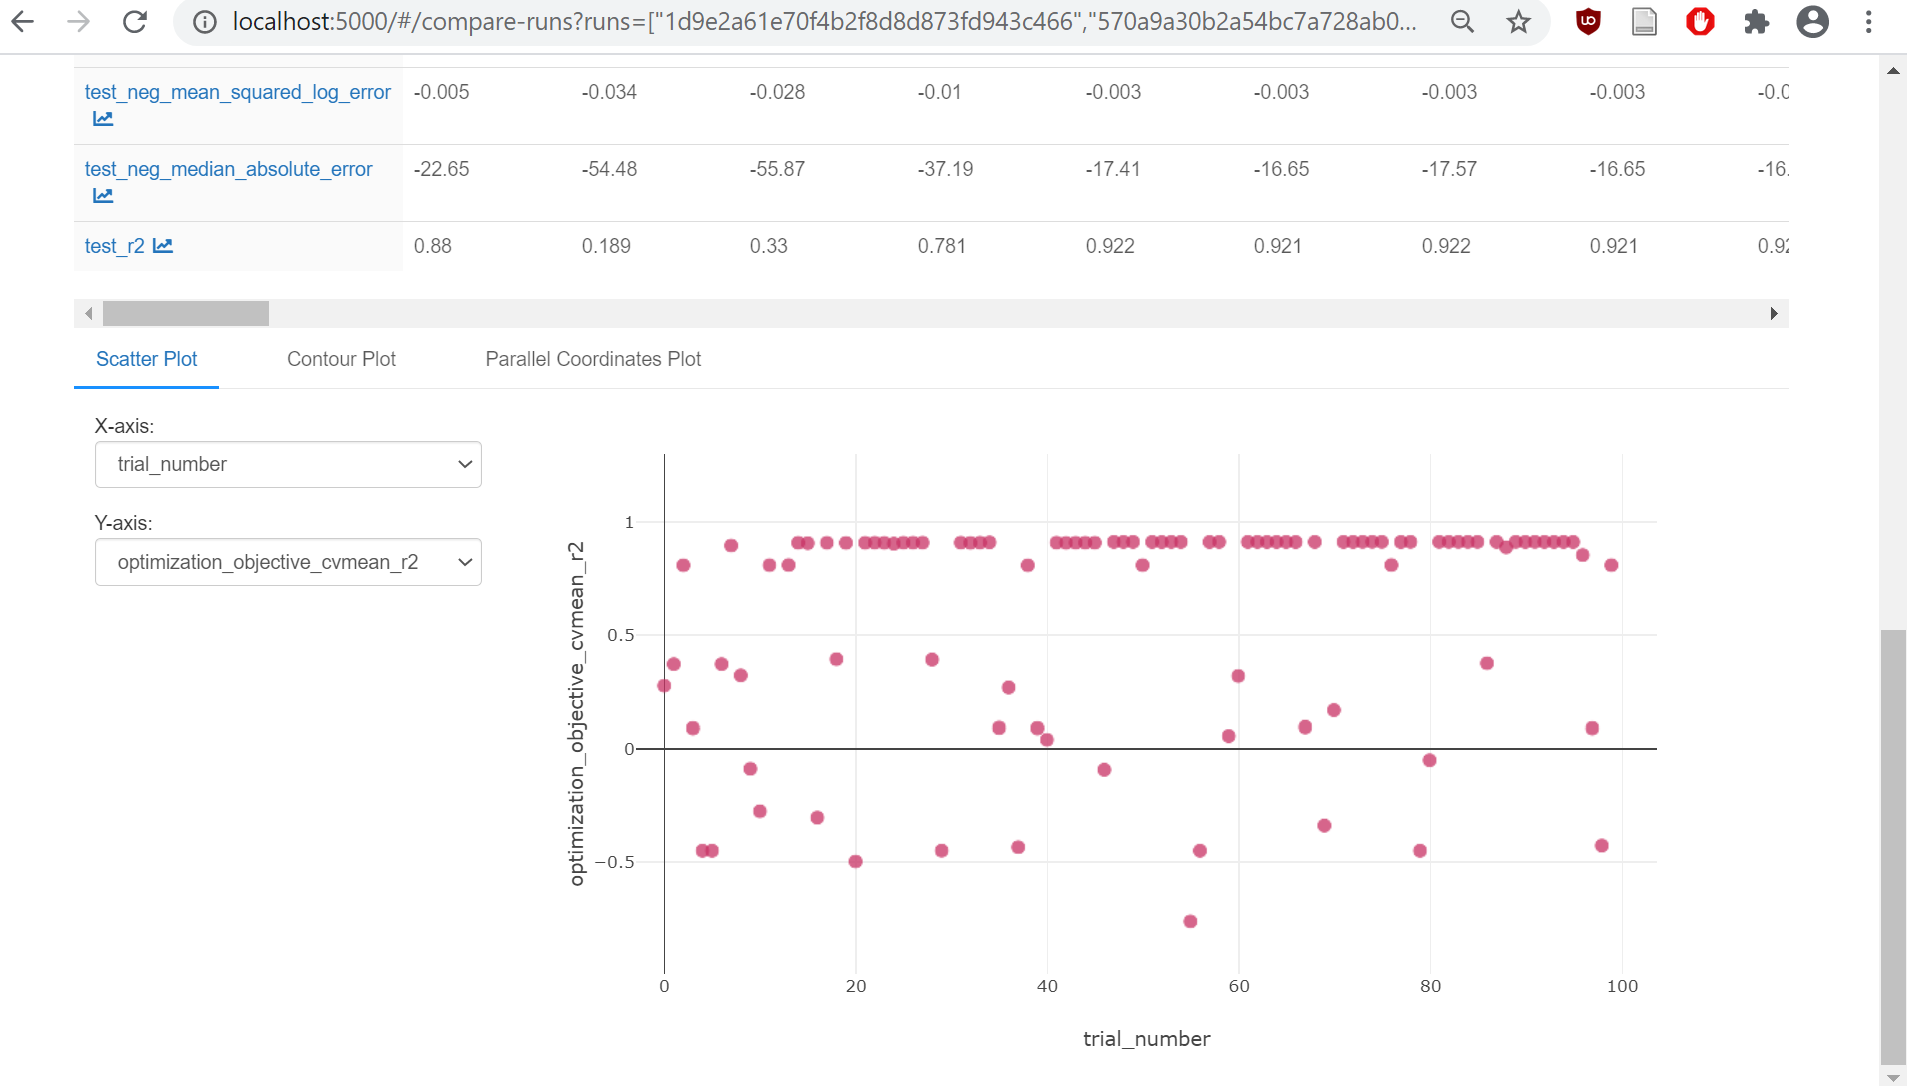 localhost:5000/#/compare-runs?runs=["1d9e2a61e70f4b2f8d8d873fd943c466","570a9a30b2a54bc7a728ab0...
test_neg_mean_squared_log_error -0.005 -0.034 -0.028 -0.01 -0.003 -0.003 -0.003 -0.003
test_neg_median_absolute_error -22.65 -54.48 -55.87 -37.19 -17.41 -16.65 -17.57 -16.65 -16.
test_r2 0.88 0.189 0.33 0.781 0.922 0.921 0.922 0.921
Scatter Plot Contour Plot Parallel Coordinates Plot
X-axis:
trial_number
Y-axis:
optimization_objective_cvmean_r2
optimization_objective_cvmean_r2
1
0.5
0
−0.5
0 20 40 60 80 100
trial_number